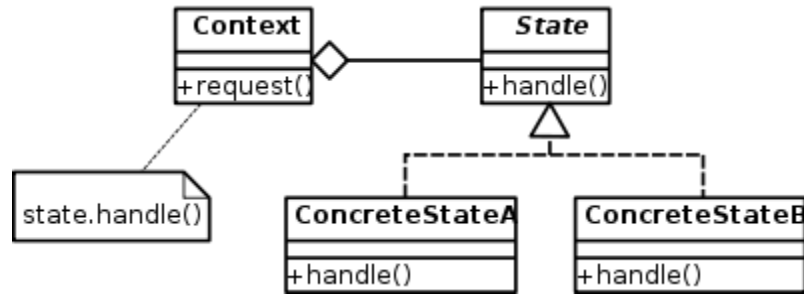 Context
+request()
State
+handle()
state.handle()
ConcreteStateA
+handle()
ConcreteStateB
+handle()